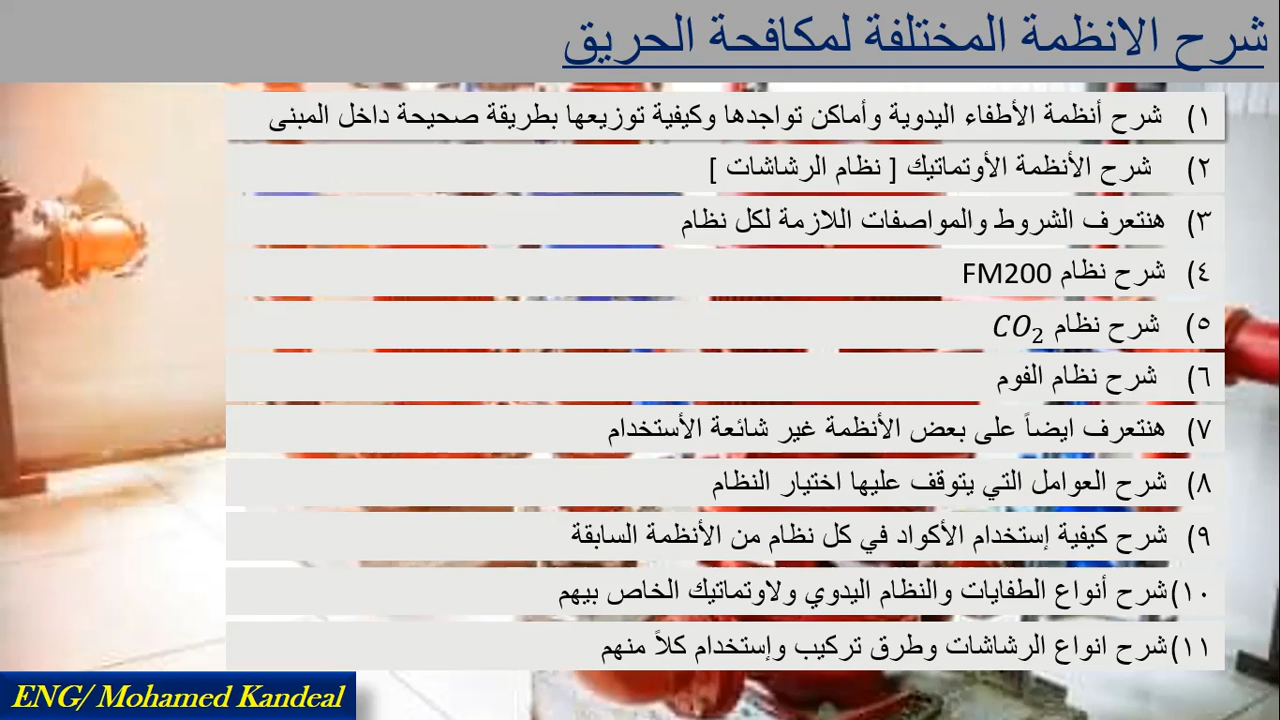 شرح الانظمة المختلفة لمكافحة الحريق
١) شرح أنظمة الأطفاء اليدوية وأماكن تواجدها وكيفية توزيعها بطريقة صحيحة داخل المبنى
٢) شرح الأنظمة الأوتماتيك [ نظام الرشاشات ]
٣) هنتعرف الشروط والمواصفات اللازمة لكل نظام
٤) شرح نظام FM200
٥) شرح نظام CO₂
٦) شرح نظام الفوم
٧) هنتعرف ايضاً على بعض الأنظمة غير شائعة الأستخدام
٨) شرح العوامل التي يتوقف عليها اختيار النظام
٩) شرح كيفية إستخدام الأكواد في كل نظام من الأنظمة السابقة
١٠) شرح أنواع الطفايات والنظام اليدوي ولاوتماتيك الخاص بيهم
١١) شرح انواع الرشاشات وطرق تركيب وإستخدام كلاً منهم
ENG/ Mohamed Kandeal